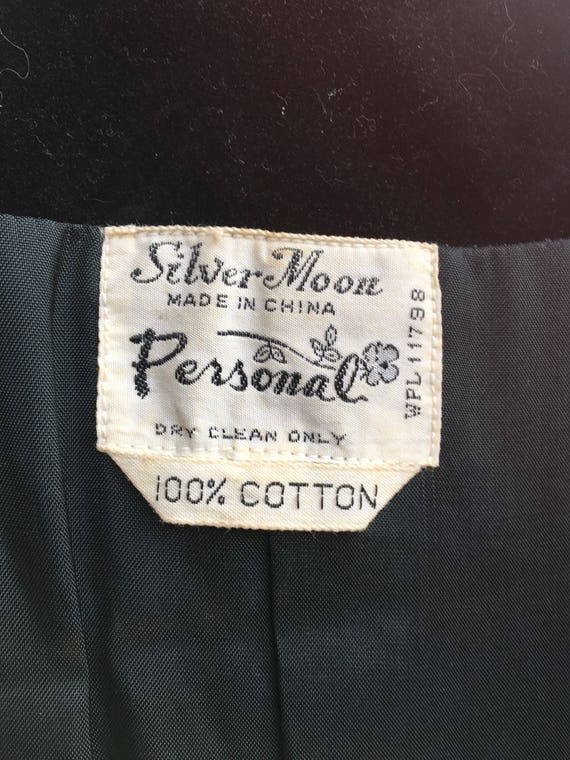 Silver Moon
MADE IN CHINA
Personal
DRY CLEAN ONLY
WPL 11798
100% COTTON